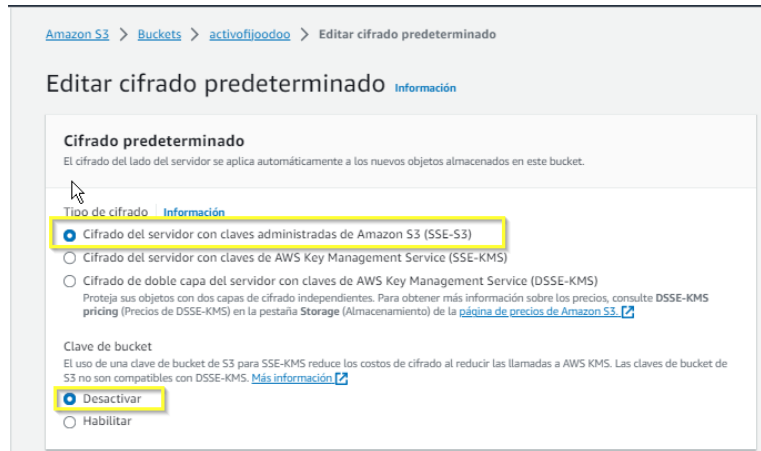 Amazon S3 > Buckets > activofijoodoo > Editar cifrado predeterminado
Editar cifrado predeterminado Información
Cifrado predeterminado
El cifrado del lado del servidor se aplica automáticamente a los nuevos objetos almacenados en este bucket.
Tipo de cifrado | Información
Cifrado del servidor con claves administradas de Amazon S3 (SSE-S3)
Cifrado del servidor con claves de AWS Key Management Service (SSE-KMS)
Cifrado de doble capa del servidor con claves de AWS Key Management Service (DSSE-KMS)
Proteja sus objetos con dos capas de cifrado independientes. Para obtener más información sobre los precios, consulte DSSE-KMS
pricing (Precios de DSSE-KMS) en la pestaña Storage (Almacenamiento) de la página de precios de Amazon S3.
Clave de bucket
El uso de una clave de bucket de S3 para SSE-KMS reduce los costos de cifrado al reducir las llamadas a AWS KMS. Las claves de bucket de
S3 no son compatibles con DSSE-KMS. Más información
Desactivar
Habilitar